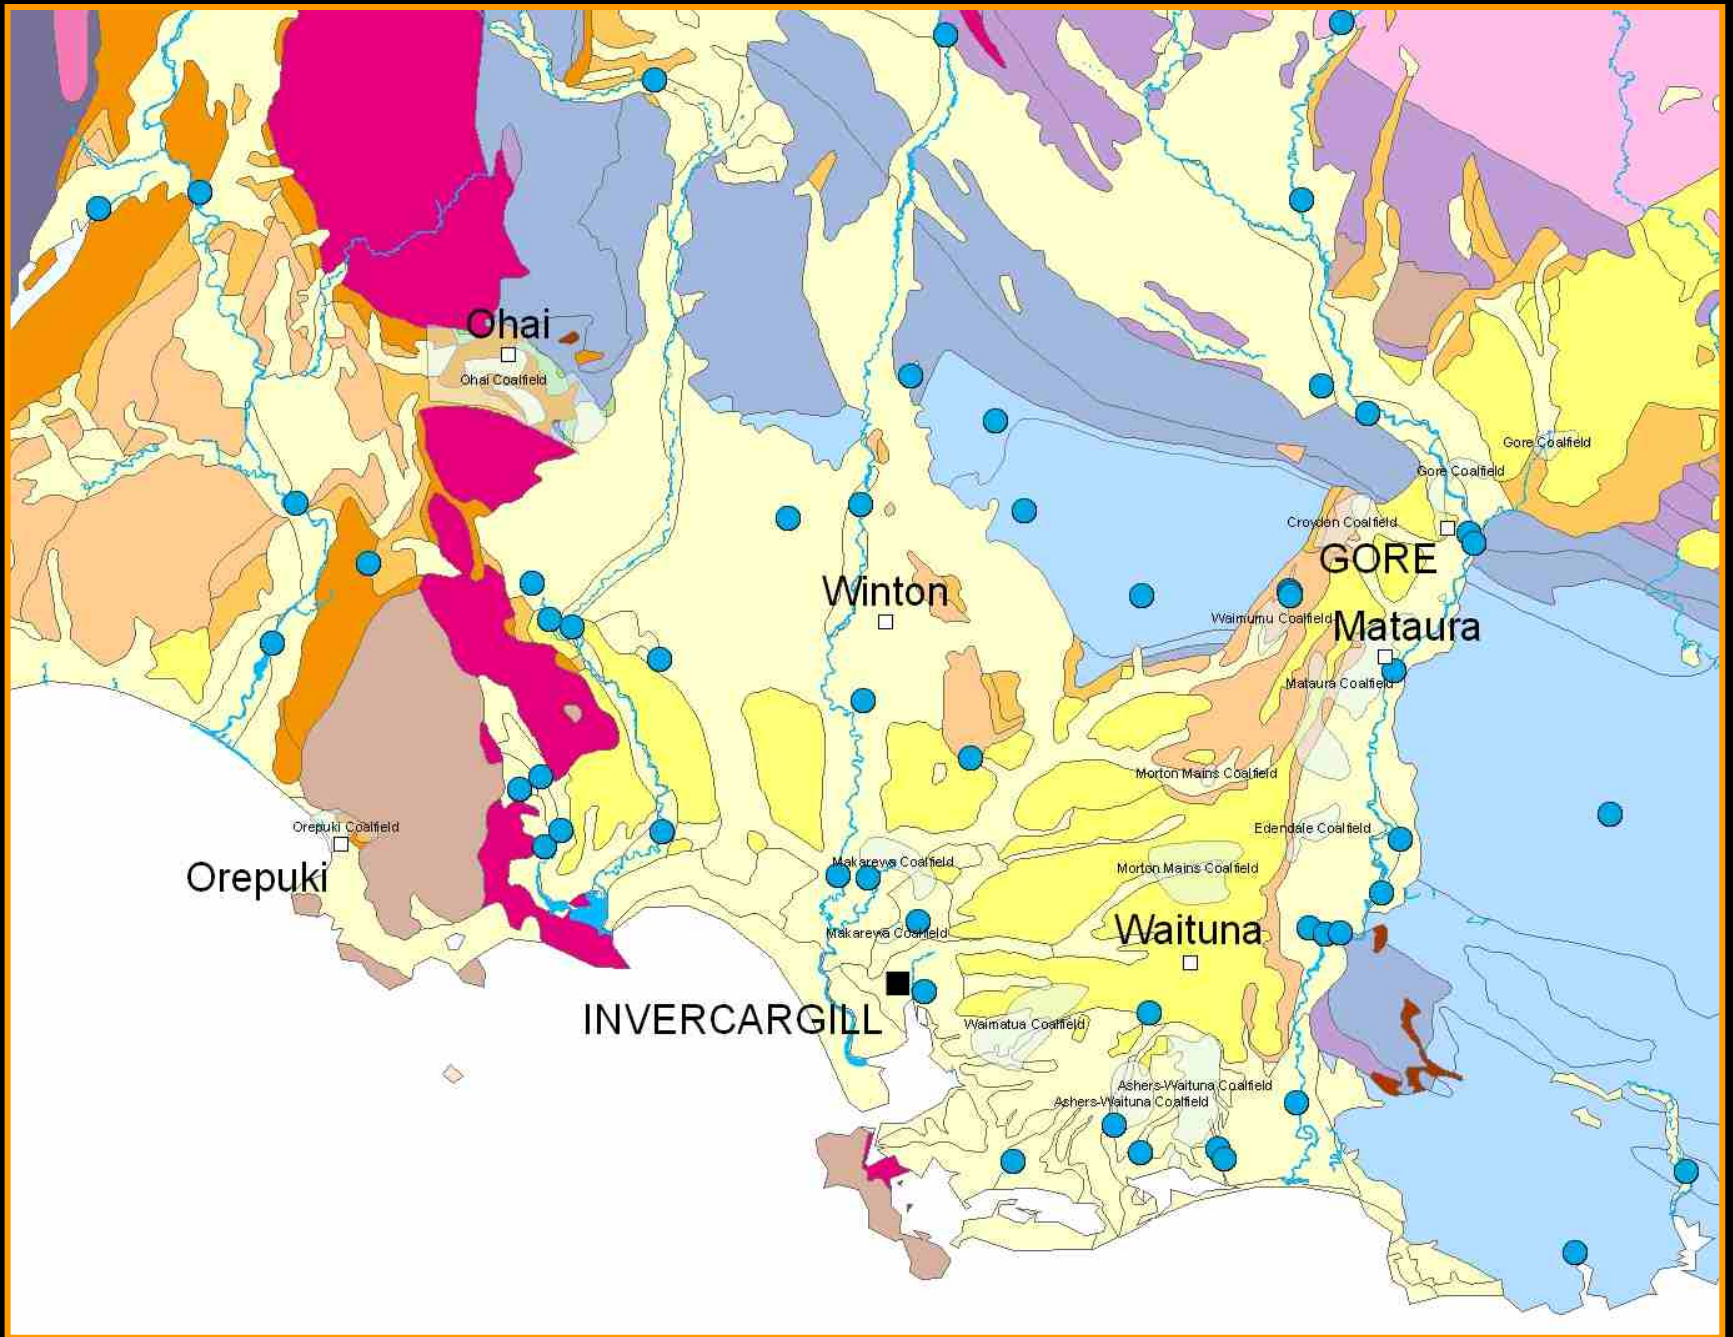 Ohai
Ohai Coalfield
Gore Coalfield
Gore Coalfield
Croydon Coalfield
GORE
Winton
Waimumu Coalfield
Mataura
Mataura Coalfield
Morton Mains Coalfield
Orepuki Coalfield
Edendale Coalfield
Orepuki
Makarewa Coalfield
Morton Mains Coalfield
Makarewa Coalfield
Waituna
INVERCARGILL
Waimatua Coalfield
Ashers-Waituna Coalfield
Ashers-Waituna Coalfield